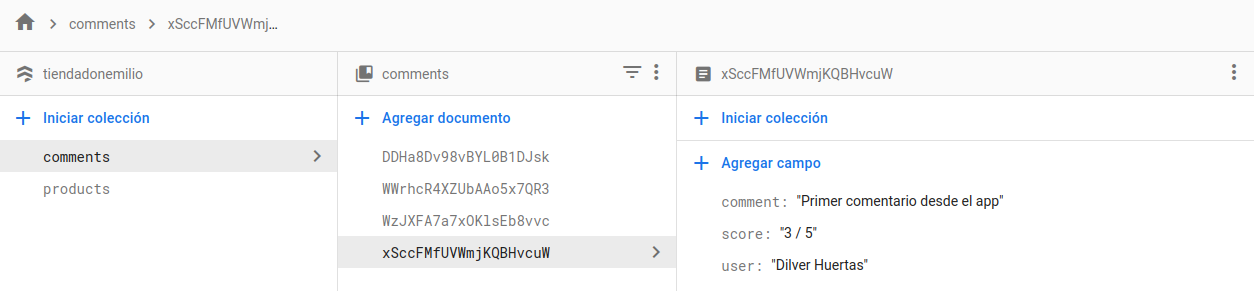 comments
xSccFMfUVWmj…
tiendadonemilio
Iniciar colección
comments
products
comments
Agregar documento
DDHa8Dv98vBYL0B1DJsk
WWrhcR4XZUbAAo5x7QR3
WzJXFA7a7xOKlsEb8vvc
xSccFMfUVWmjKQBHvcuW
xSccFMfUVWmjKQBHvcuW
Iniciar colección
Agregar campo
comment: "Primer comentario desde el app"
score: "3 / 5"
user: "Dilver Huertas"